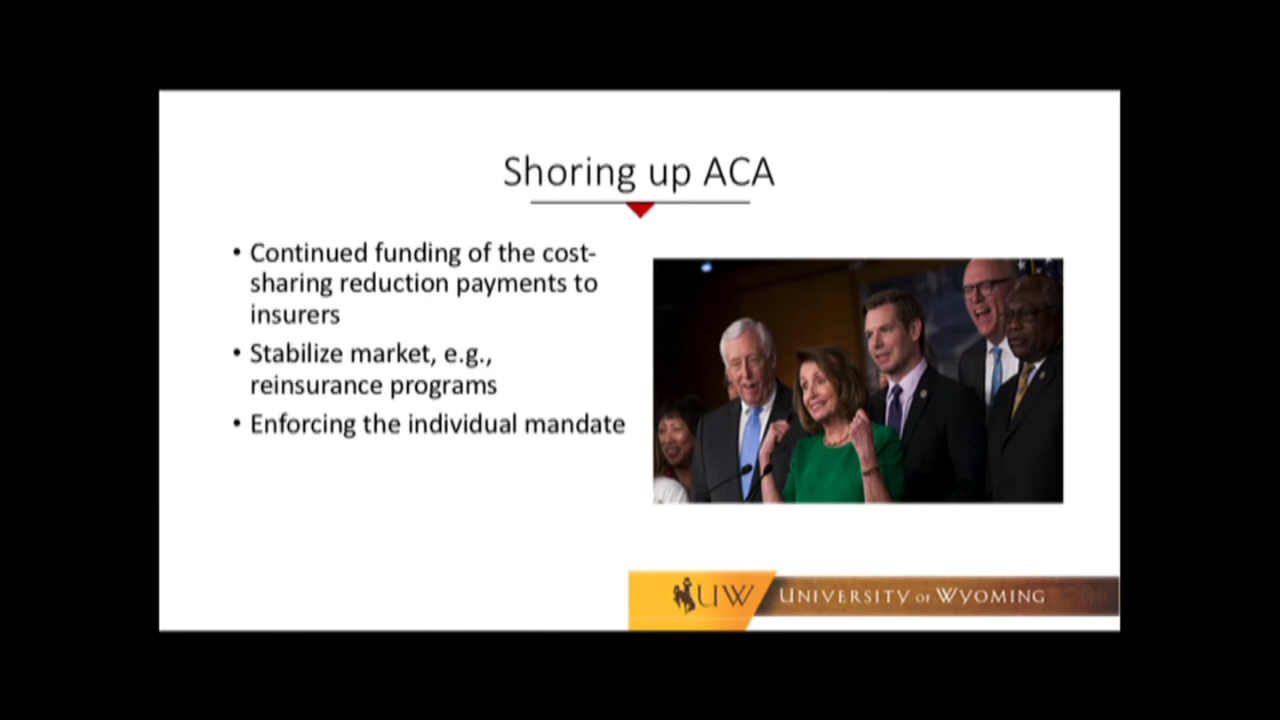 Shoring up ACA
• Continued funding of the cost-
sharing reduction payments to
insurers
• Stabilize market, e.g.,
reinsurance programs
• Enforcing the individual mandate
UW UNIVERSITY OF WYOMING